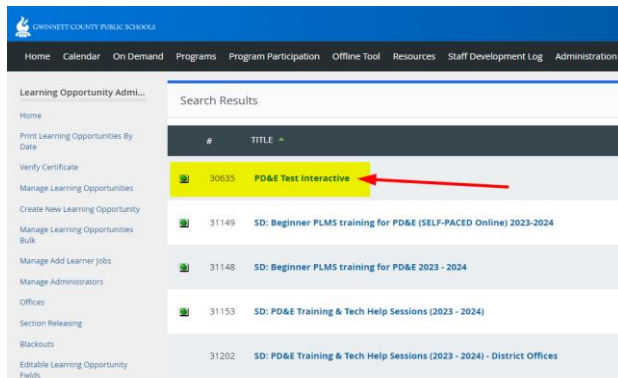 GWINNETT COUNTY PUBLIC SCHOOLS
Home Calendar On Demand Programs Program Participation Offline Tool Resources Staff Development Log Administration
Learning Opportunity Admi...
Home
Print Learning Opportunities By
Date
Verify Certificate
Manage Learning Opportunities
Create New Learning Opportunity
Manage Learning Opportunities
Bulk
Manage Add Learner Jobs
Manage Administrators
Offices
Section Releasing
Blackouts
Editable Learning Opportunity
Fields
Search Results
# TITLE
30635 PD&E Test Interactive
31149 SD: Beginner PLMS training for PD&E (SELF-PACED Online) 2023-2024
31148 SD: Beginner PLMS training for PD&E 2023 - 2024
31153 SD: PD&E Training & Tech Help Sessions (2023 - 2024)
31202 SD: PD&E Training & Tech Help Sessions (2023 - 2024) - District Offices